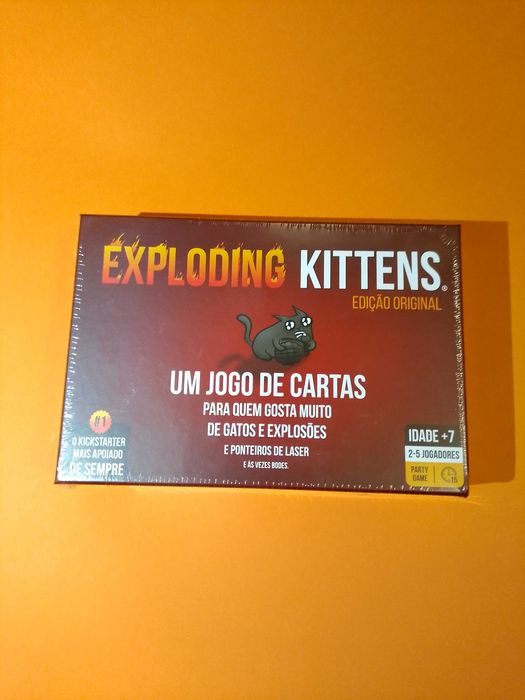 EXPLODING KITTENS®
EDIÇÃO ORIGINAL
UM JOGO DE CARTAS
PARA QUEM GOSTA MUITO
DE GATOS E EXPLOSÕES
E PONTEIROS DE LASER
E ÀS VEZES BODES.
#1
O KICKSTARTER
MAIS APOIADO
DE SEMPRE
IDADE +7
2-5 JOGADORES
PARTY
GAME
15